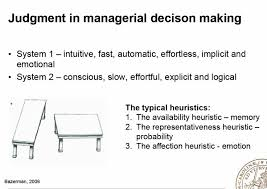 Judgment in managerial decison making
• System 1 – intuitive, fast, automatic, effortless, implicit and
emotional
• System 2 – conscious, slow, effortful, explicit and logical
The typical heuristics:
1. The availability heuristic – memory
2. The representativeness heuristic –
probability
3. The affection heuristic - emotion
Bazerman, 2006